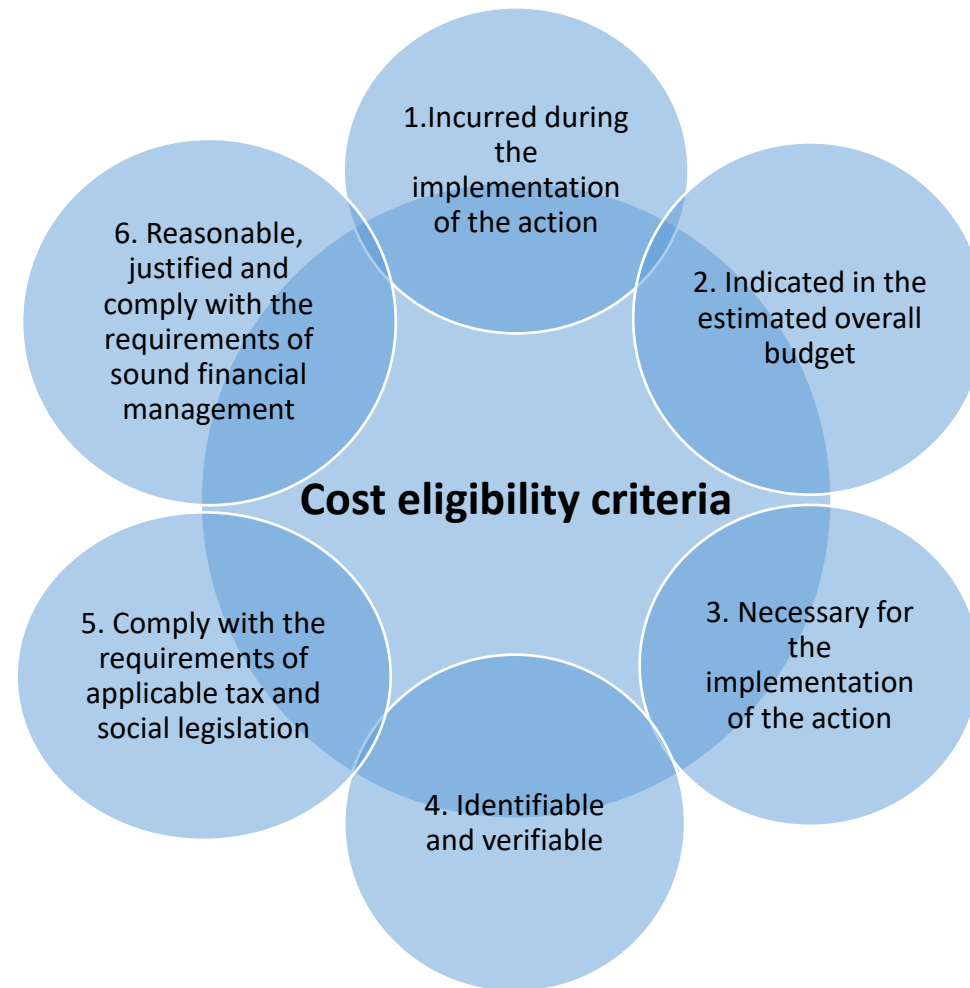 1.Incurred during
the
implementation
of the action
2. Indicated in the
estimated overall
budget
3. Necessary for
the
implementation
of the action
4. Identifiable
and verifiable
5. Comply with the
requirements of
applicable tax and
social legislation
6. Reasonable,
justified and
comply with the
requirements of
sound financial
management
Cost eligibility criteria